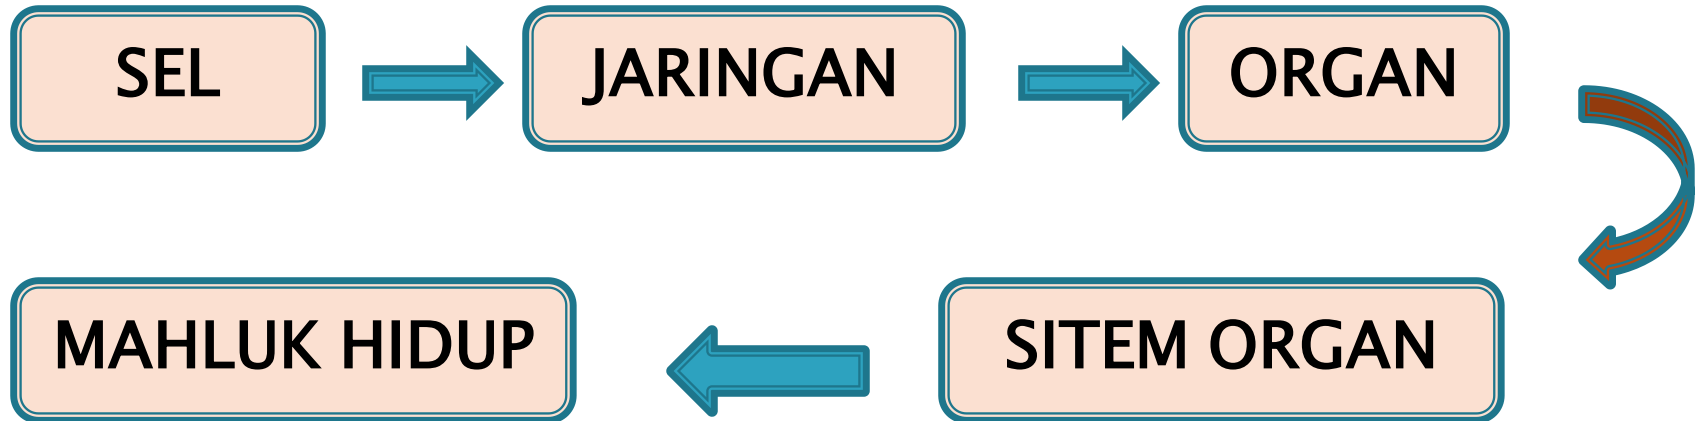 SEL
JARINGAN
ORGAN
SITEM ORGAN
MAHLUK HIDUP